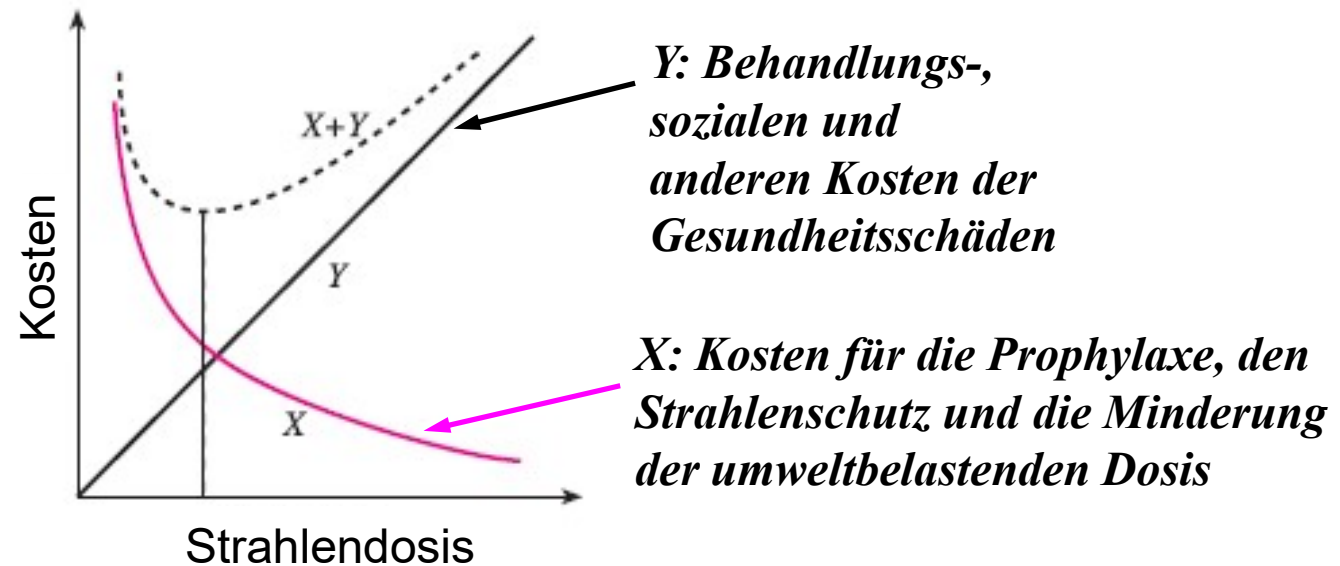 Kosten
X+Y
Y
X
Strahlendosis
Y: Behandlungs-,
sozialen und
anderen Kosten der
Gesundheitsschäden
X: Kosten für die Prophylaxe, den
Strahlenschutz und die Minderung
der umweltbelastenden Dosis